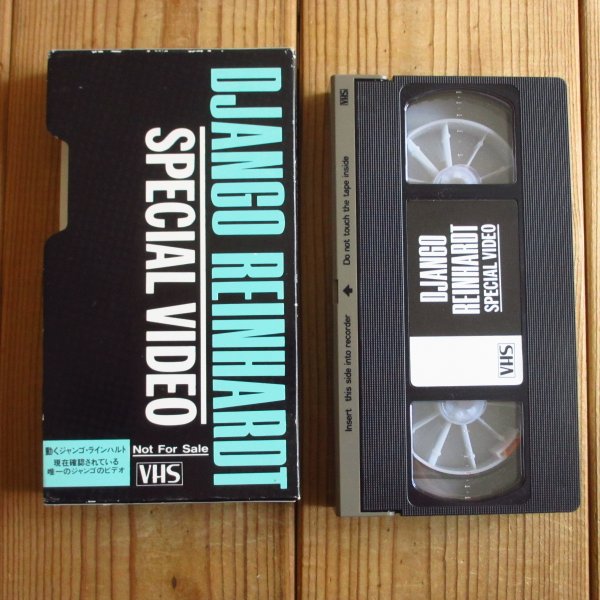 DJANGO REINHARDT
SPECIAL VIDEO
動くジャンゴ・ラインハルト
現在確認されている
唯一のジャンゴのビデオ
Not For Sale
VHS
VHS
Do not touch the tape inside
Insert this side into recorder
DJANGO
REINHARDT
SPECIAL VIDEO
VHS